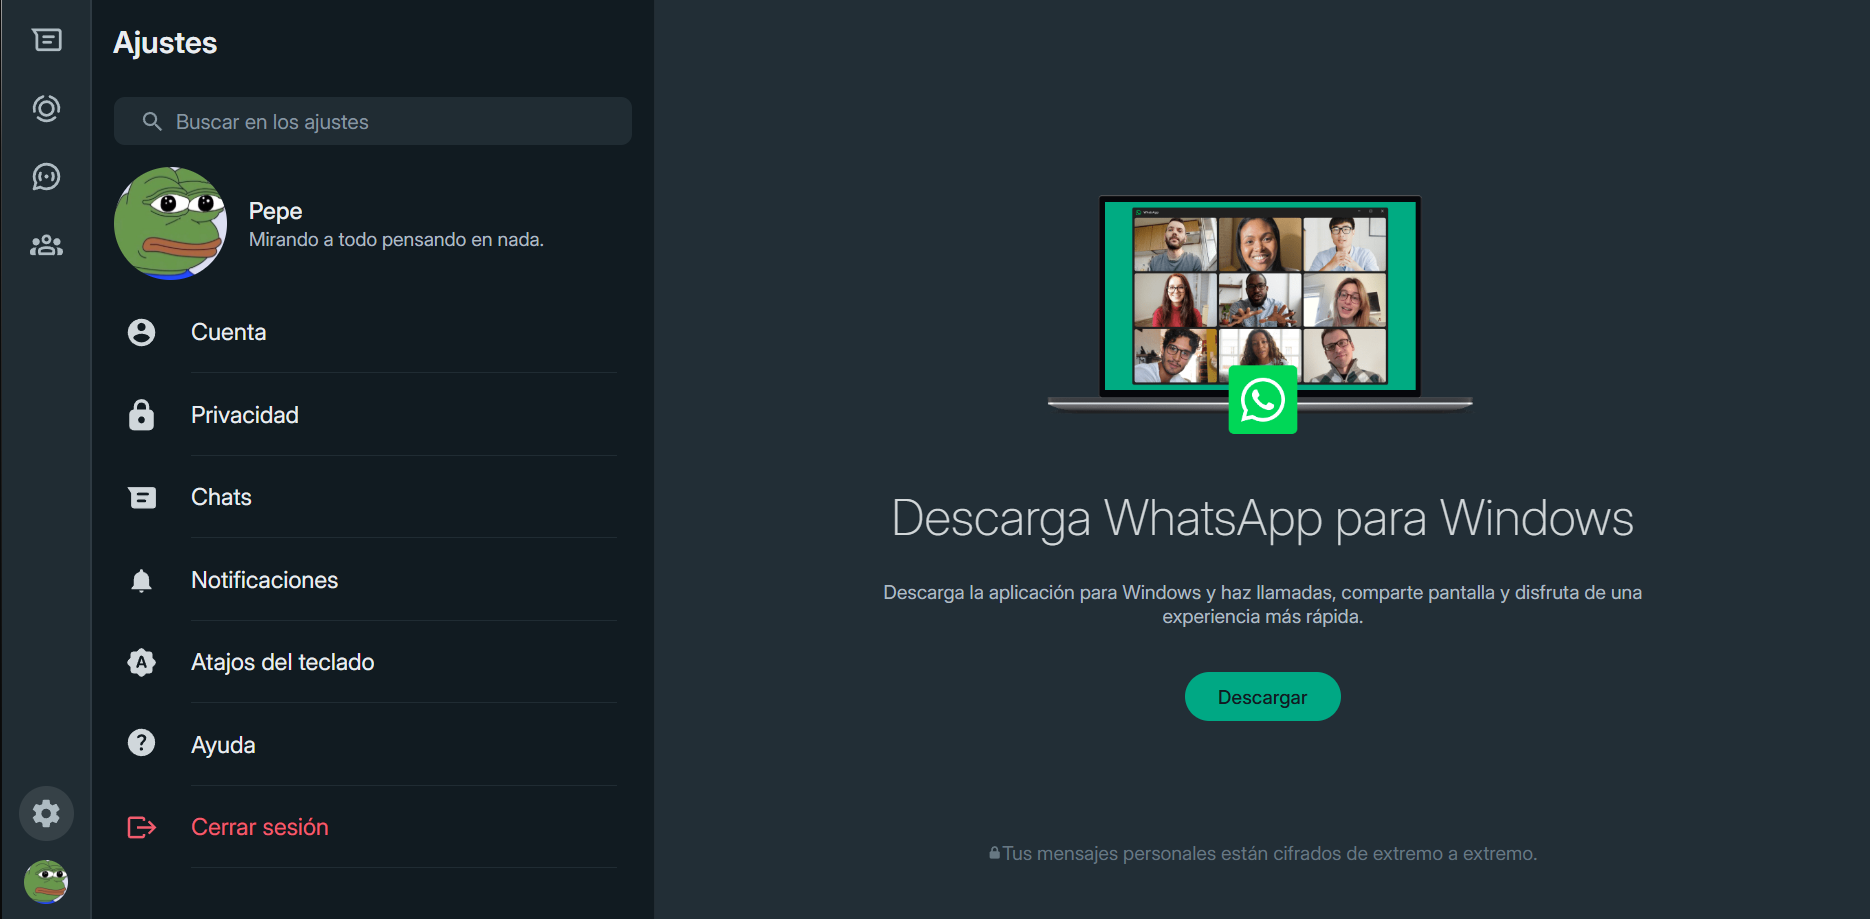 Ajustes
Buscar en los ajustes
Pepe
Mirando a todo pensando en nada.
Cuenta
Privacidad
Chats
Notificaciones
Atajos del teclado
Ayuda
Cerrar sesión
WhatsApp
Descarga WhatsApp para Windows
Descarga la aplicación para Windows y haz llamadas, comparte pantalla y disfruta de una
experiencia más rápida.
Descargar
Tus mensajes personales están cifrados de extremo a extremo.